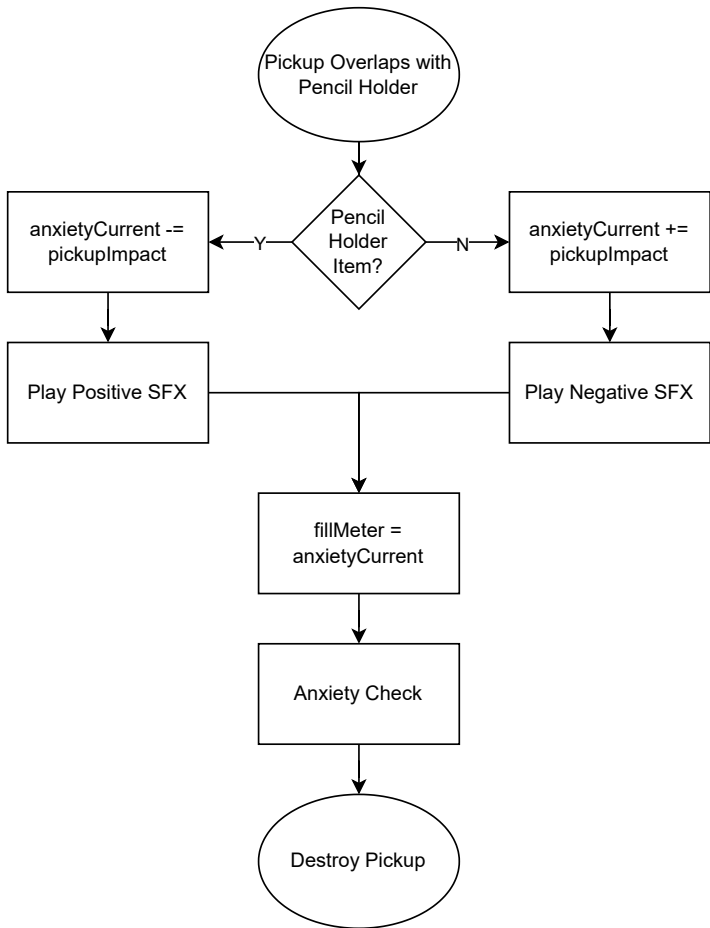 Pickup Overlaps with
Pencil Holder
Pencil
Holder
Item?
Y
N
anxietyCurrent -=
pickupImpact
anxietyCurrent +=
pickupImpact
Play Positive SFX
Play Negative SFX
fillMeter =
anxietyCurrent
Anxiety Check
Destroy Pickup